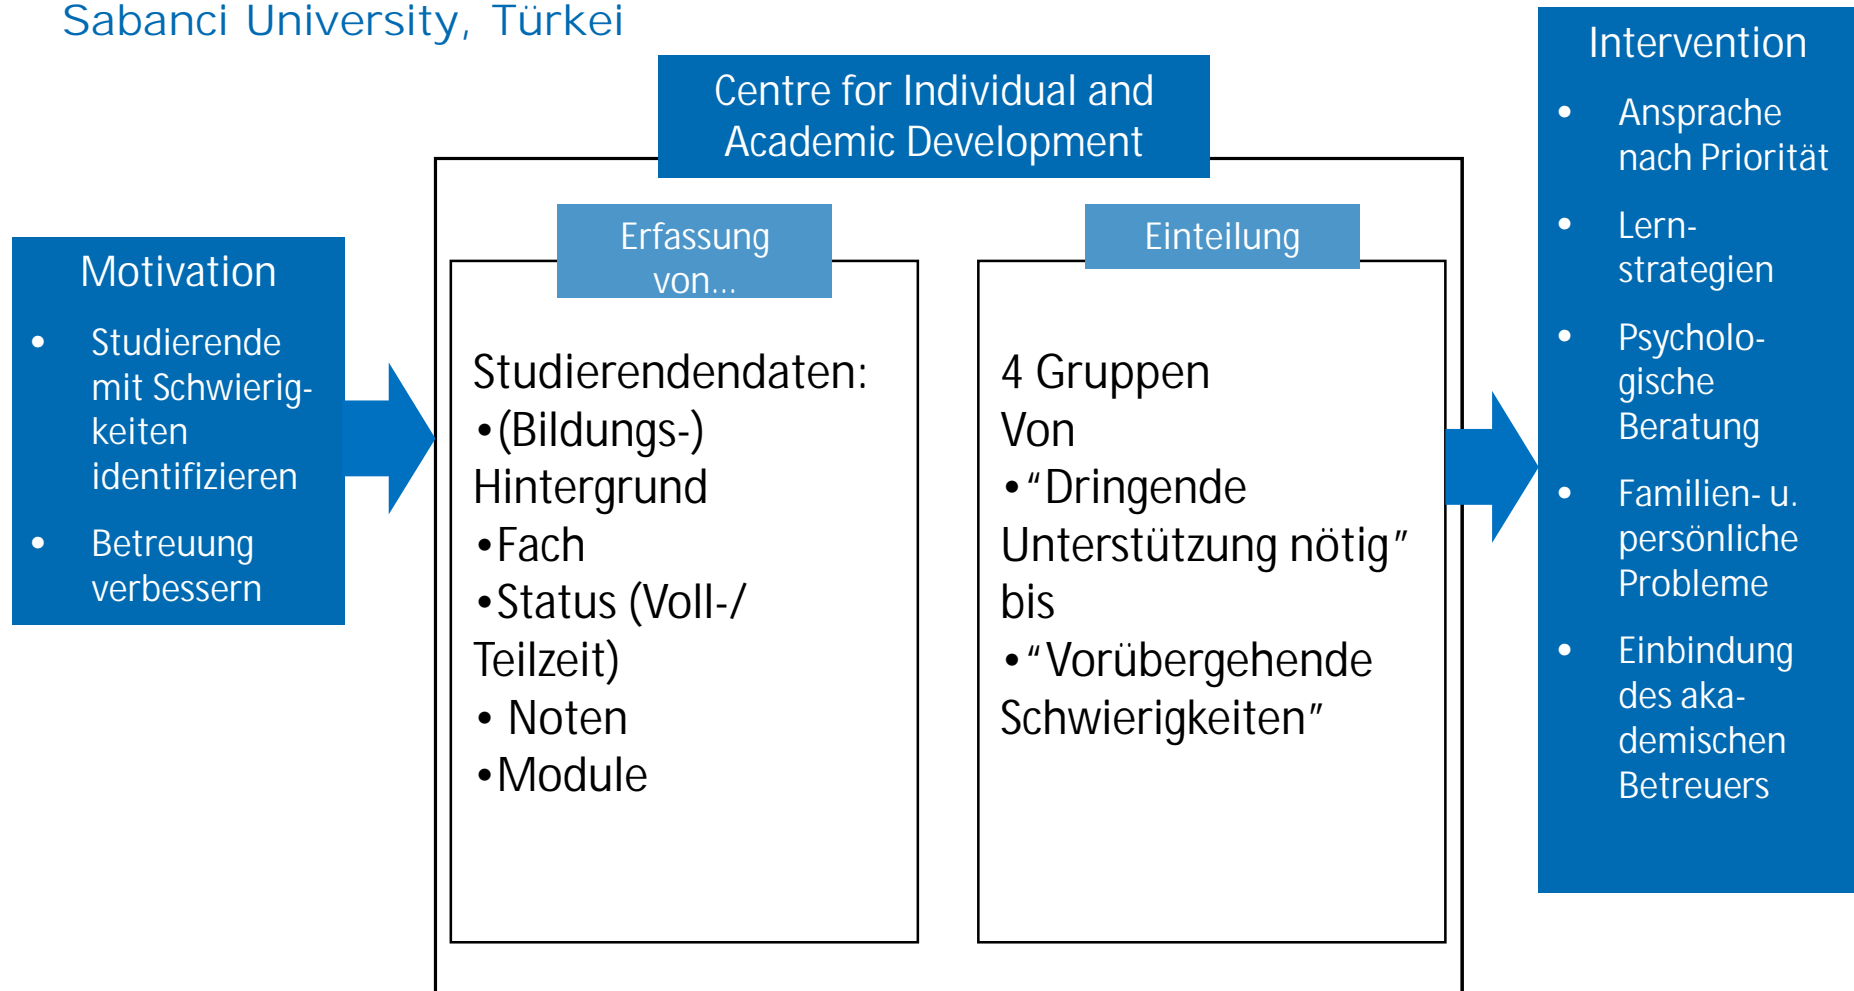 Sabanci University, Türkei
Centre for Individual and
Academic Development
Motivation
• Studierende
mit Schwierig-
keiten
identifizieren
• Betreuung
verbessern
Erfassung
von...
Studierendendaten:
•(Bildungs-)
Hintergrund
•Fach
•Status (Voll-/
Teilzeit)
• Noten
•Module
Einteilung
4 Gruppen
Von
•"Dringende
Unterstützung nötig"
bis
•"Vorübergehende
Schwierigkeiten"
Intervention
• Ansprache
nach Priorität
• Lern-
strategien
• Psycholo-
gische
Beratung
• Familien- u.
persönliche
Probleme
• Einbindung
des aka-
demischen
Betreuers